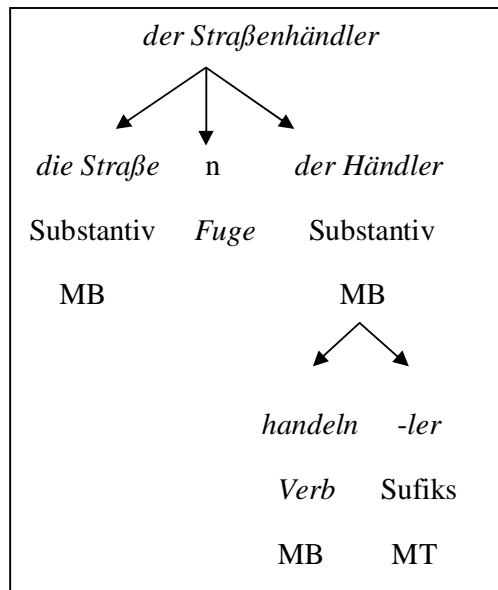 der Straßenhändler
die Straße n der Händler
Substantiv Fuge Substantiv
MB MB
handeln -ler
Verb Sufiks
MB MT